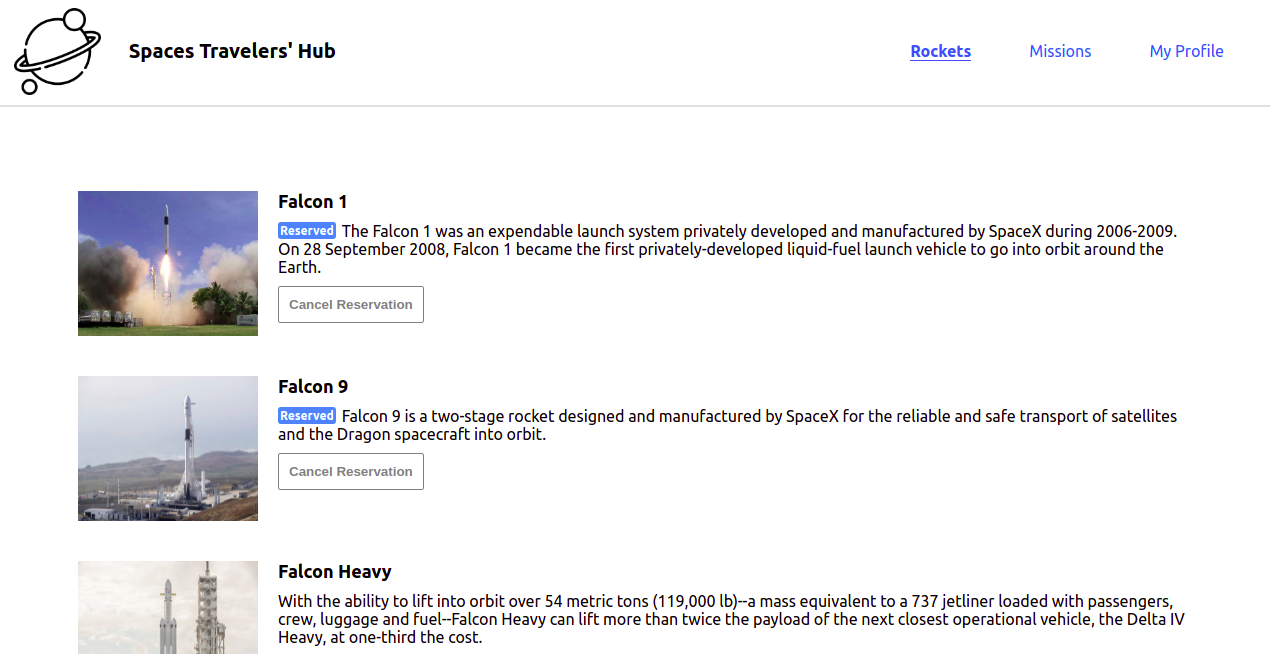 Spaces Travelers' Hub
Rockets
Missions
My Profile
Falcon 1
Reserved The Falcon 1 was an expendable launch system privately developed and manufactured by SpaceX during 2006-2009.
On 28 September 2008, Falcon 1 became the first privately-developed liquid-fuel launch vehicle to go into orbit around the
Earth.
Cancel Reservation
Falcon 9
Reserved Falcon 9 is a two-stage rocket designed and manufactured by SpaceX for the reliable and safe transport of satellites
and the Dragon spacecraft into orbit.
Cancel Reservation
Falcon Heavy
With the ability to lift into orbit over 54 metric tons (119,000 lb)--a mass equivalent to a 737 jetliner loaded with passengers,
crew, luggage and fuel--Falcon Heavy can lift more than twice the payload of the next closest operational vehicle, the Delta IV
Heavy, at one-third the cost.